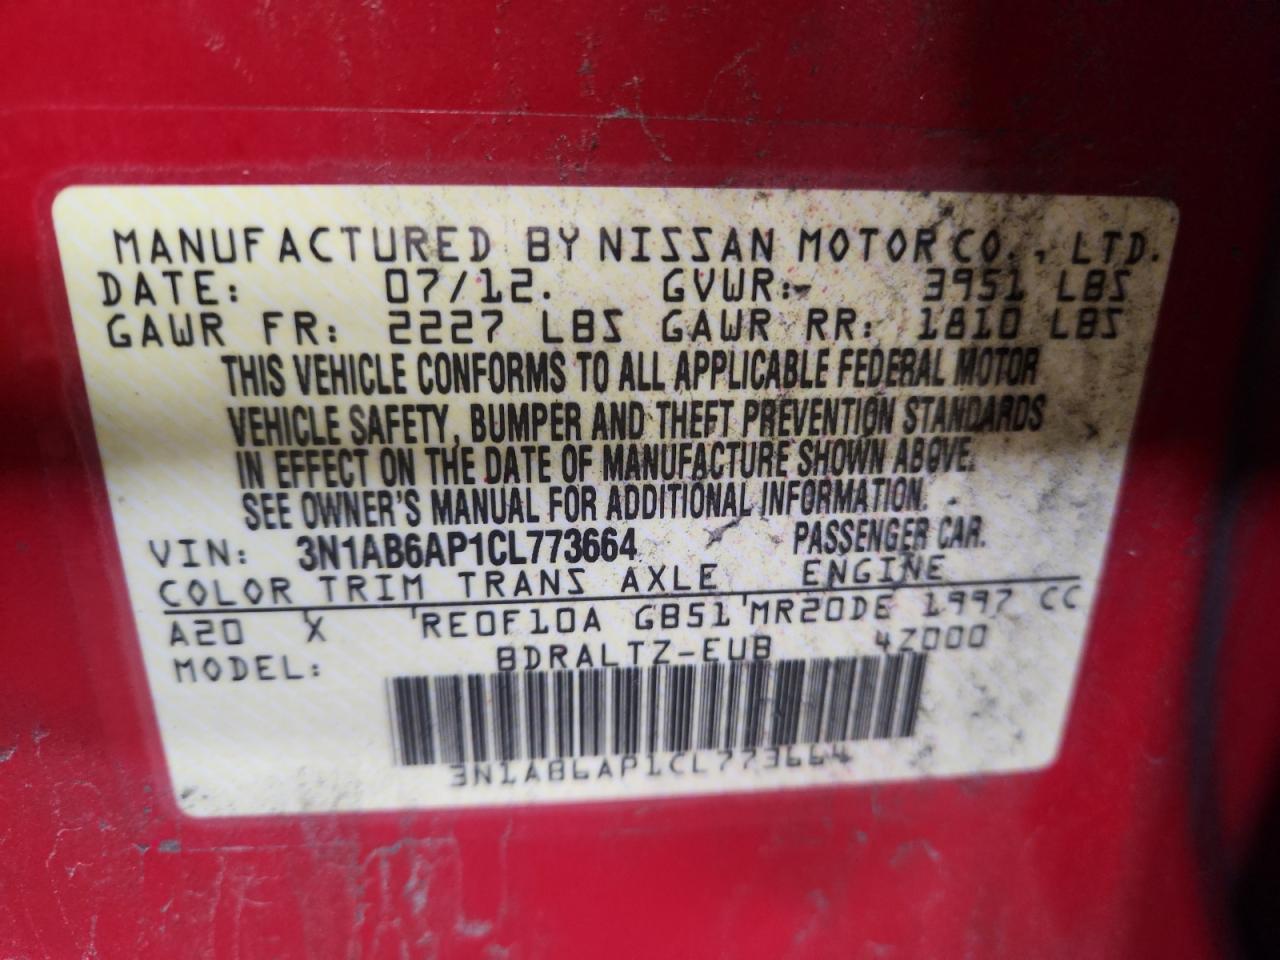 MANUFACTURED BY NISSAN MOTOR CO., LTD.
DATE: 07/12. GVWR: 3951 LBS
GAWR FR: 2227 LBS GAWR RR: 1810 LBS
THIS VEHICLE CONFORMS TO ALL APPLICABLE FEDERAL MOTOR
VEHICLE SAFETY, BUMPER AND THEFT PREVENTION STANDARDS
IN EFFECT ON THE DATE OF MANUFACTURE SHOWN ABOVE.
SEE OWNER'S MANUAL FOR ADDITIONAL INFORMATION.
VIN: 3N1AB6AP1CL773664 PASSENGER CAR.
COLOR TRIM TRANS AXLE ENGINE
A20 X RE0F10A GB51 MR20DE 1997 CC
MODEL: BDRALTZ-EUB 4Z000
3N1AB6AP1CL773664